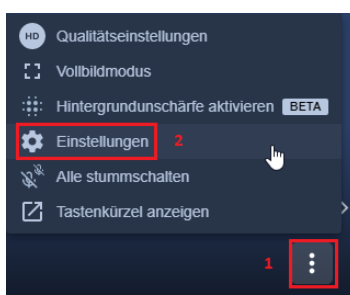 HD Qualitätseinstellungen
Vollbildmodus
Hintergrundunschärfe aktivieren BETA
Einstellungen 2
Alle stummschalten
Tastenkürzel anzeigen
1